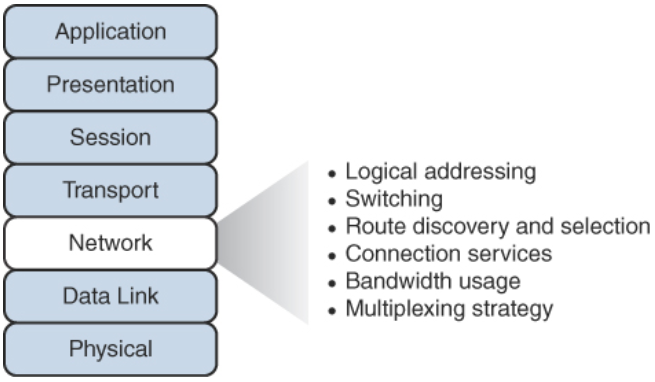 Application
Presentation
Session
Transport
Network
Data Link
Physical
• Logical addressing
• Switching
• Route discovery and selection
• Connection services
• Bandwidth usage
• Multiplexing strategy